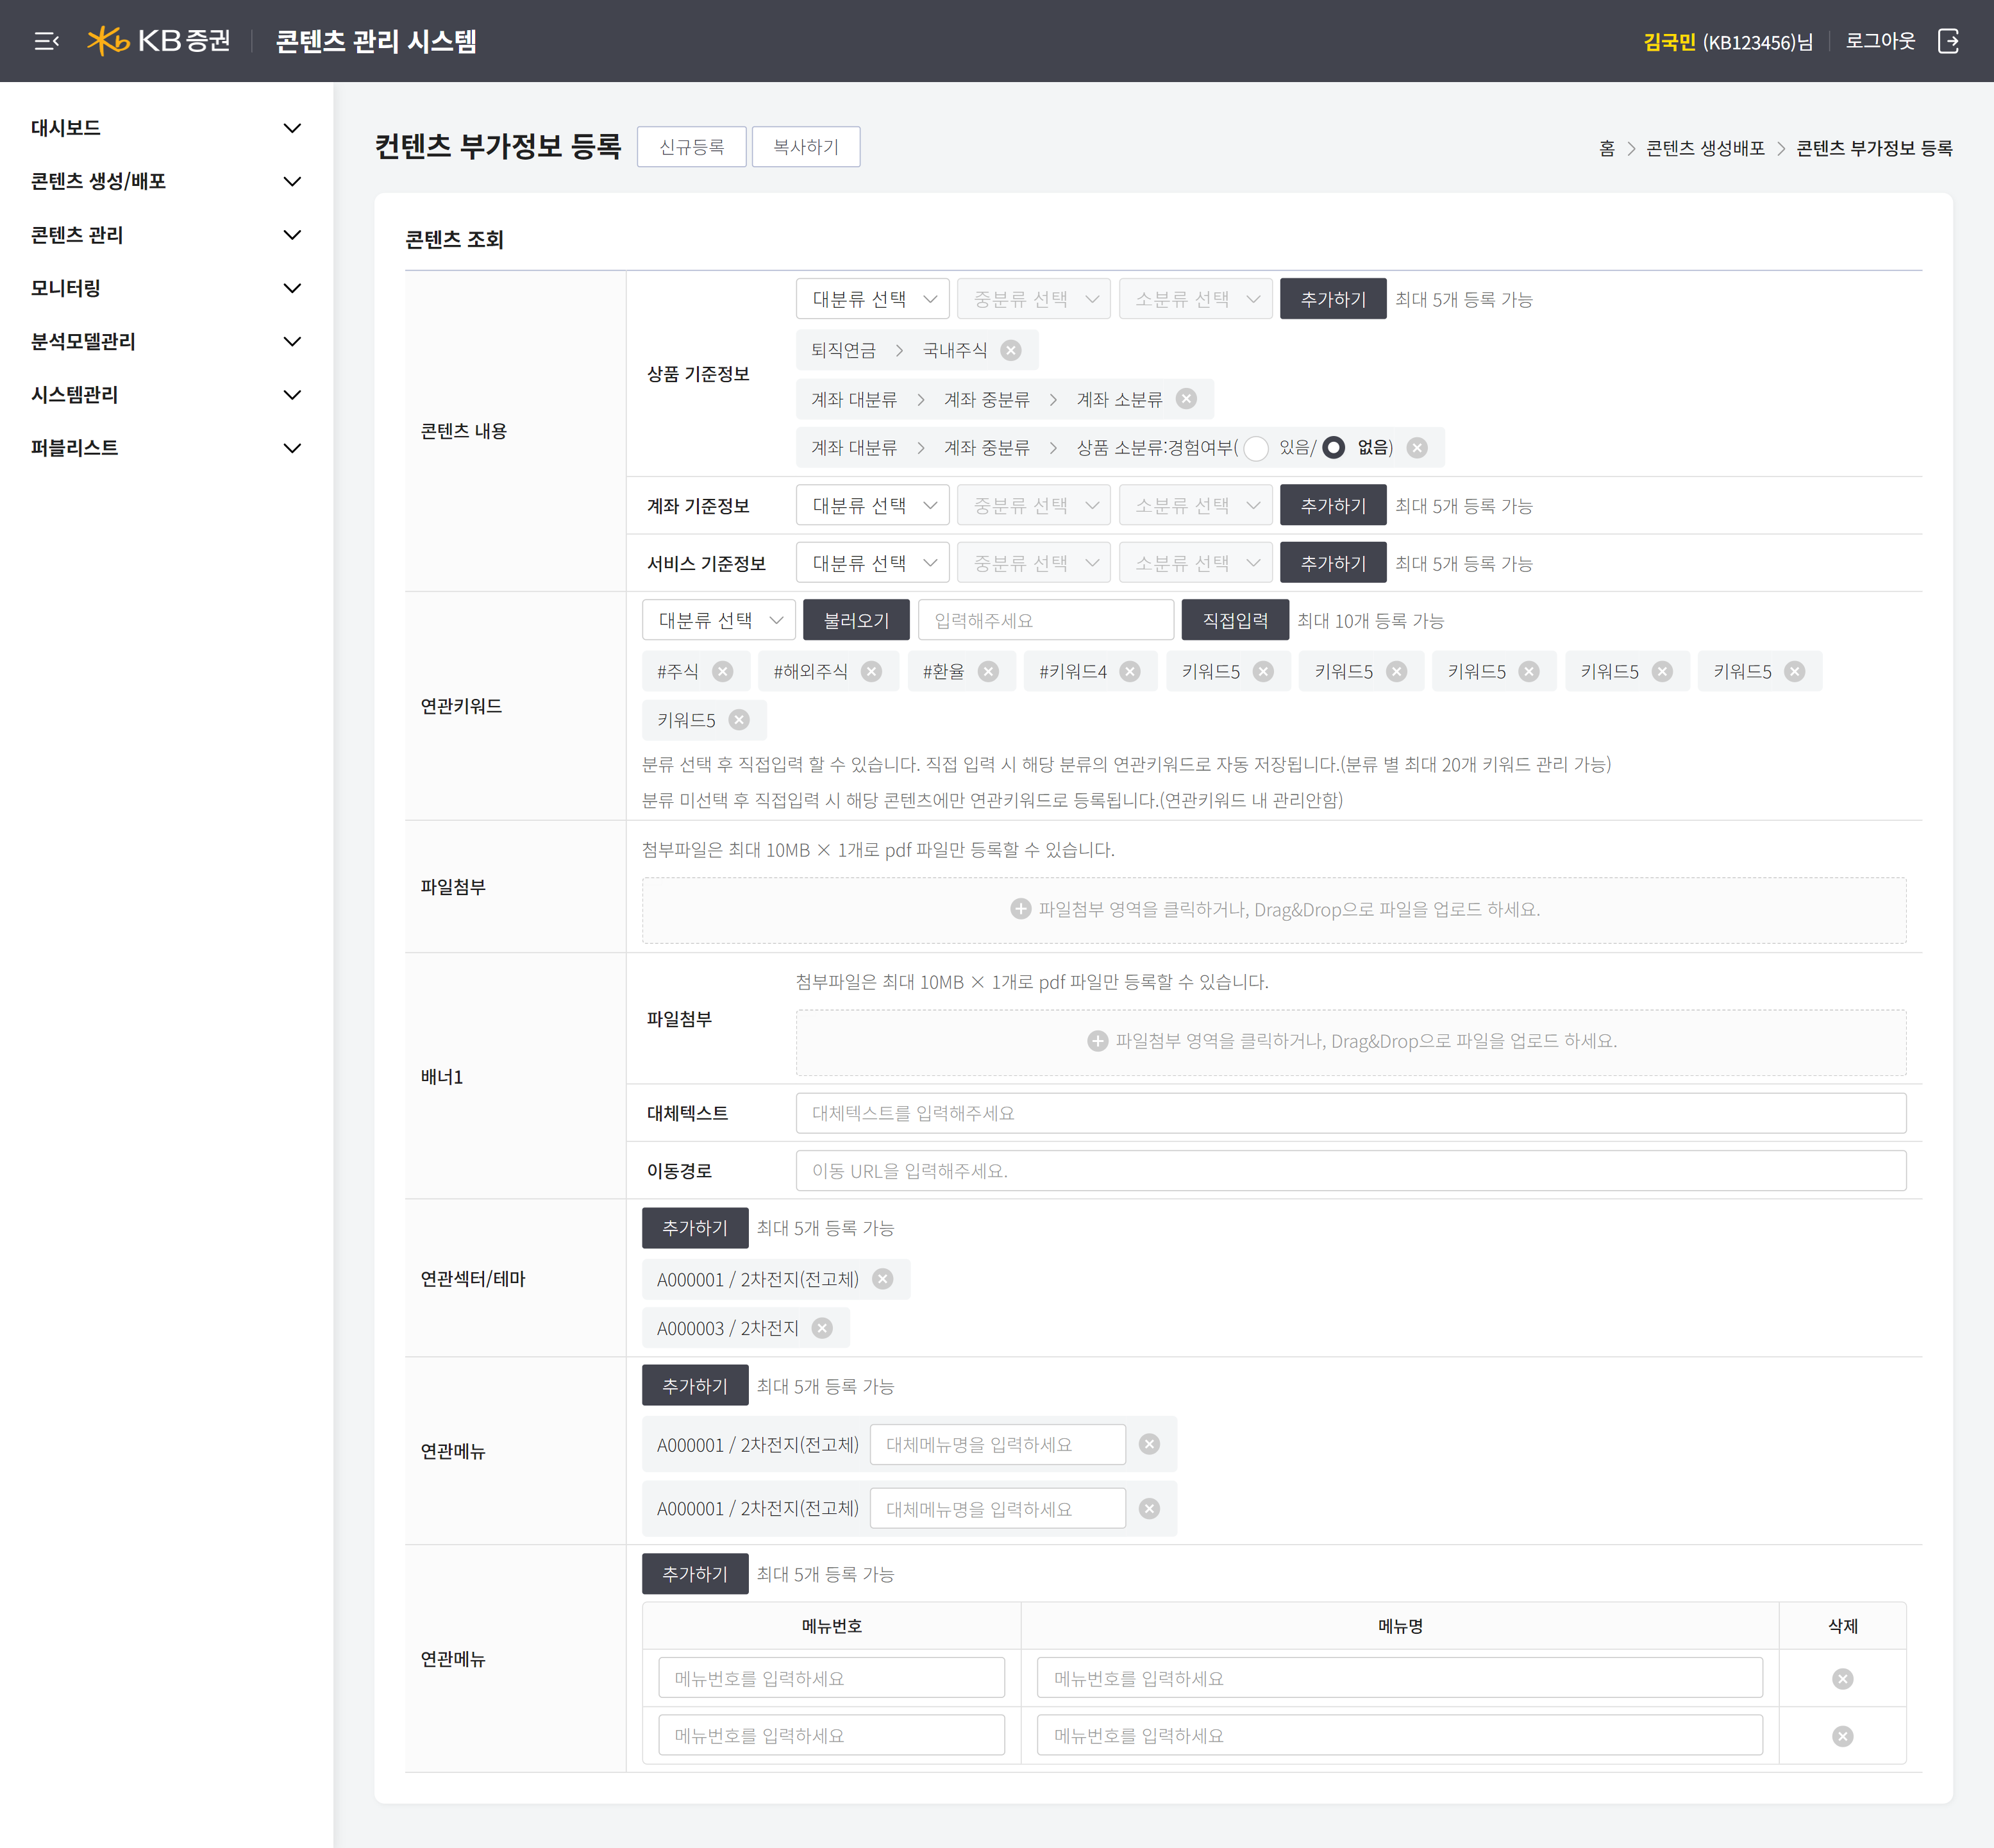 KB증권 콘텐츠 관리 시스템 김국민 (KB123456)님 로그아웃
대시보드
콘텐츠 생성/배포
콘텐츠 관리
모니터링
분석모델관리
시스템관리
퍼블리스트
컨텐츠 부가정보 등록 신규등록 복사하기 홈 > 콘텐츠 생성배포 > 콘텐츠 부가정보 등록
콘텐츠 조회
콘텐츠 내용
상품 기준정보
대분류 선택 중분류 선택 소분류 선택 추가하기 최대 5개 등록 가능
퇴직연금 > 국내주식
계좌 대분류 > 계좌 중분류 > 계좌 소분류
계좌 대분류 > 계좌 중분류 > 상품 소분류:경험여부( 있음/ 없음)
계좌 기준정보 대분류 선택 중분류 선택 소분류 선택 추가하기 최대 5개 등록 가능
서비스 기준정보 대분류 선택 중분류 선택 소분류 선택 추가하기 최대 5개 등록 가능
연관키워드
대분류 선택 불러오기 입력해주세요 직접입력 최대 10개 등록 가능
#주식 #해외주식 #환율 #키워드4 키워드5 키워드5 키워드5 키워드5 키워드5
키워드5
분류 선택 후 직접입력 할 수 있습니다. 직접 입력 시 해당 분류의 연관키워드로 자동 저장됩니다.(분류 별 최대 20개 키워드 관리 가능)
분류 미선택 후 직접입력 시 해당 콘텐츠에만 연관키워드로 등록됩니다.(연관키워드 내 관리안함)
파일첨부
첨부파일은 최대 10MB × 1개로 pdf 파일만 등록할 수 있습니다.
파일첨부 영역을 클릭하거나, Drag&Drop으로 파일을 업로드 하세요.
배너1
파일첨부
첨부파일은 최대 10MB × 1개로 pdf 파일만 등록할 수 있습니다.
파일첨부 영역을 클릭하거나, Drag&Drop으로 파일을 업로드 하세요.
대체텍스트 대체텍스트를 입력해주세요
이동경로 이동 URL을 입력해주세요.
연관섹터/테마
추가하기 최대 5개 등록 가능
A000001 / 2차전지(전고체)
A000003 / 2차전지
연관메뉴
추가하기 최대 5개 등록 가능
A000001 / 2차전지(전고체) 대체메뉴명을 입력하세요
A000001 / 2차전지(전고체) 대체메뉴명을 입력하세요
연관메뉴
추가하기 최대 5개 등록 가능
메뉴번호 메뉴명 삭제
메뉴번호를 입력하세요 메뉴번호를 입력하세요
메뉴번호를 입력하세요 메뉴번호를 입력하세요